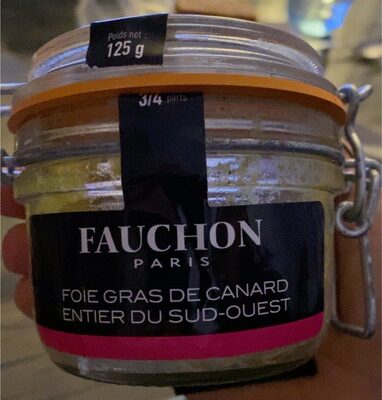 Poids net :
125 g
3/4 parts
FAUCHON
PARIS
FOIE GRAS DE CANARD
ENTIER DU SUD-OUEST